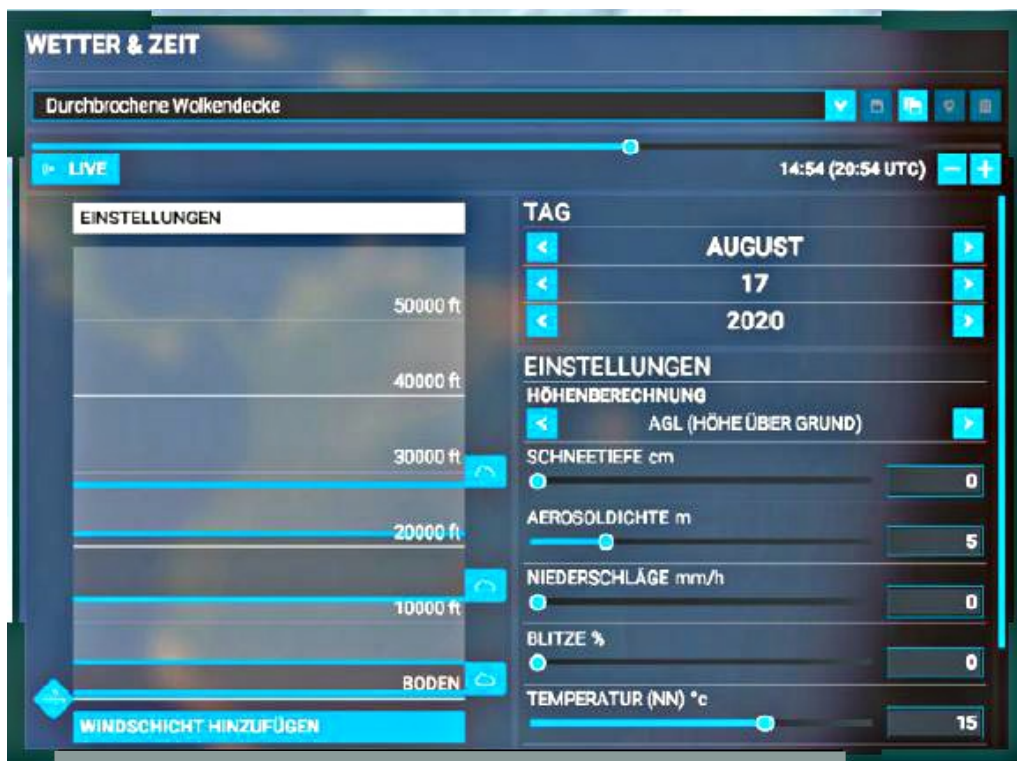 WETTER & ZEIT
Durchbrochene Wolkendecke
LIVE
14:54 (20:54 UTC)
EINSTELLUNGEN
50000 ft
40000 ft
30000 ft
20000 ft
10000 ft
BODEN
WINDSCHICHT HINZUFÜGEN
TAG
AUGUST
17
2020
EINSTELLUNGEN
HÖHENBERECHNUNG
AGL (HÖHE ÜBER GRUND)
SCHNEETIEFE cm
0
AEROSOLDICHTE m
5
NIEDERSCHLÄGE mm/h
0
BLITZE %
0
TEMPERATUR (NN) °c
15